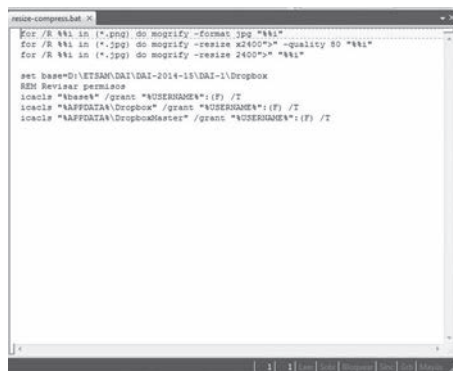 resize-compress.bat ×
for /R %%i in (*.png) do mogrify -format jpg "%%i"
for /R %%i in (*.jpg) do mogrify -resize x2400">" -quality 80 "%%i"
for /R %%i in (*.jpg) do mogrify -resize 2400">" "%%i"
set base=D:\ETSAM\DAI\DAI-2014-15\DAI-1\Dropbox
REM Revisar permisos
icacls "%base%" /grant "%USERNAME%":(F) /T
icacls "%APPDATA%\Dropbox" /grant "%USERNAME%":(F) /T
icacls "%APPDATA%\DropboxMaster" /grant "%USERNAME%":(F) /T
1 1